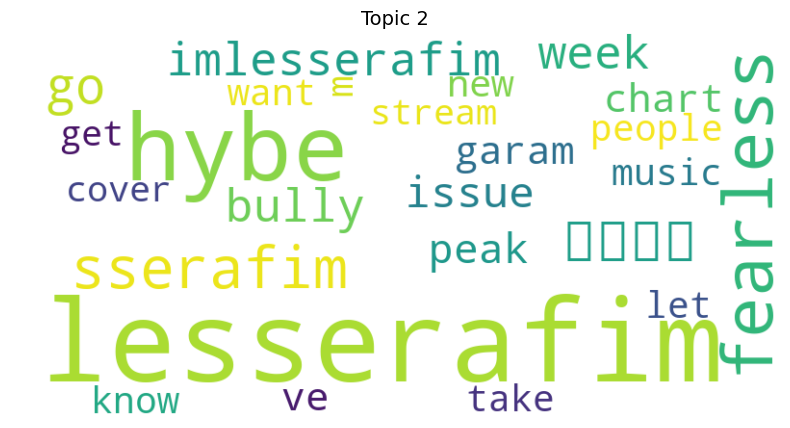 Topic 2
imlesserafim
week
go
want
new
stream
chart
people
get
hybe
garam
music
cover
bully
issue
fearless
peak
sserafim
let
lesserafim
know
ve
take